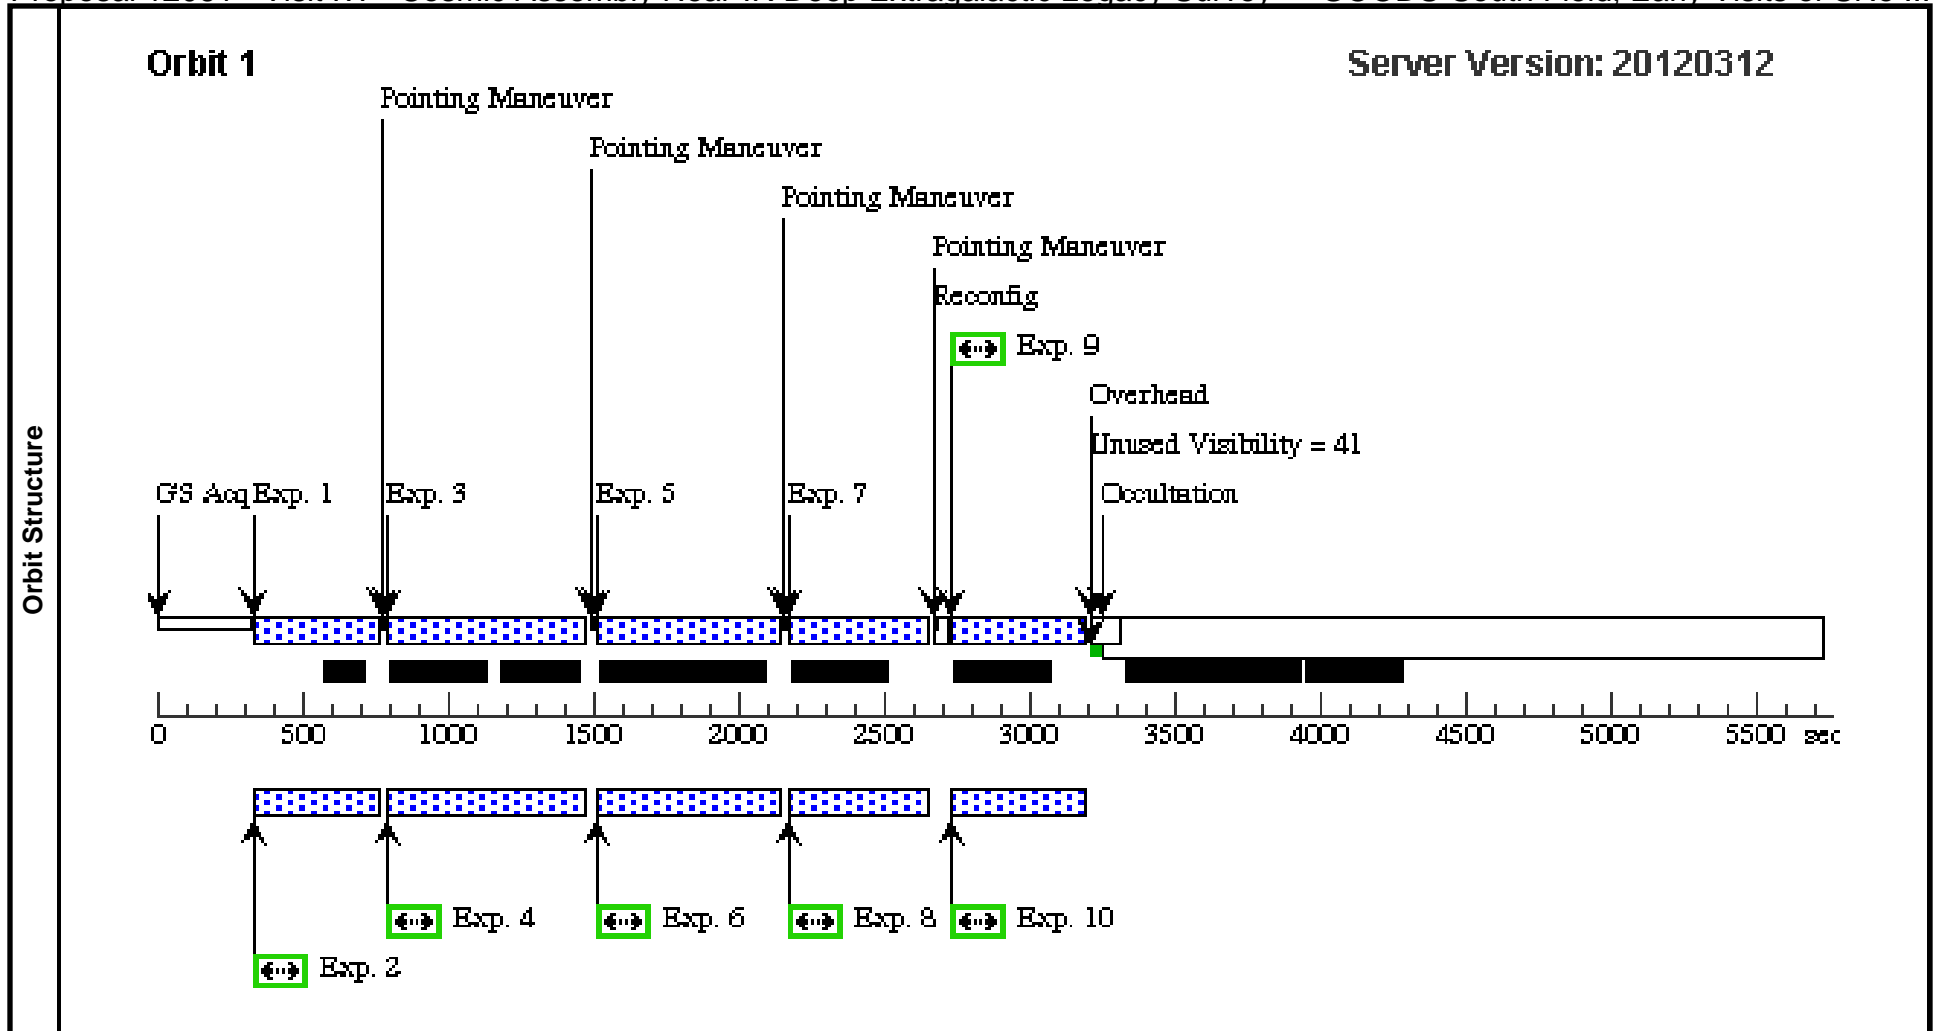 Orbit 1
Server Version: 20120312
Pointing Maneuver
Pointing Maneuver
Pointing Maneuver
Pointing Maneuver
Reconfig
Exp. 9
Overhead
Unused Visibility = 41
GS Acq Exp. 1 Exp. 3 Exp. 5 Exp. 7 Occultation
Orbit Structure
0 500 1000 1500 2000 2500 3000 3500 4000 4500 5000 5500 sec
Exp. 4 Exp. 6 Exp. 8 Exp. 10
Exp. 2